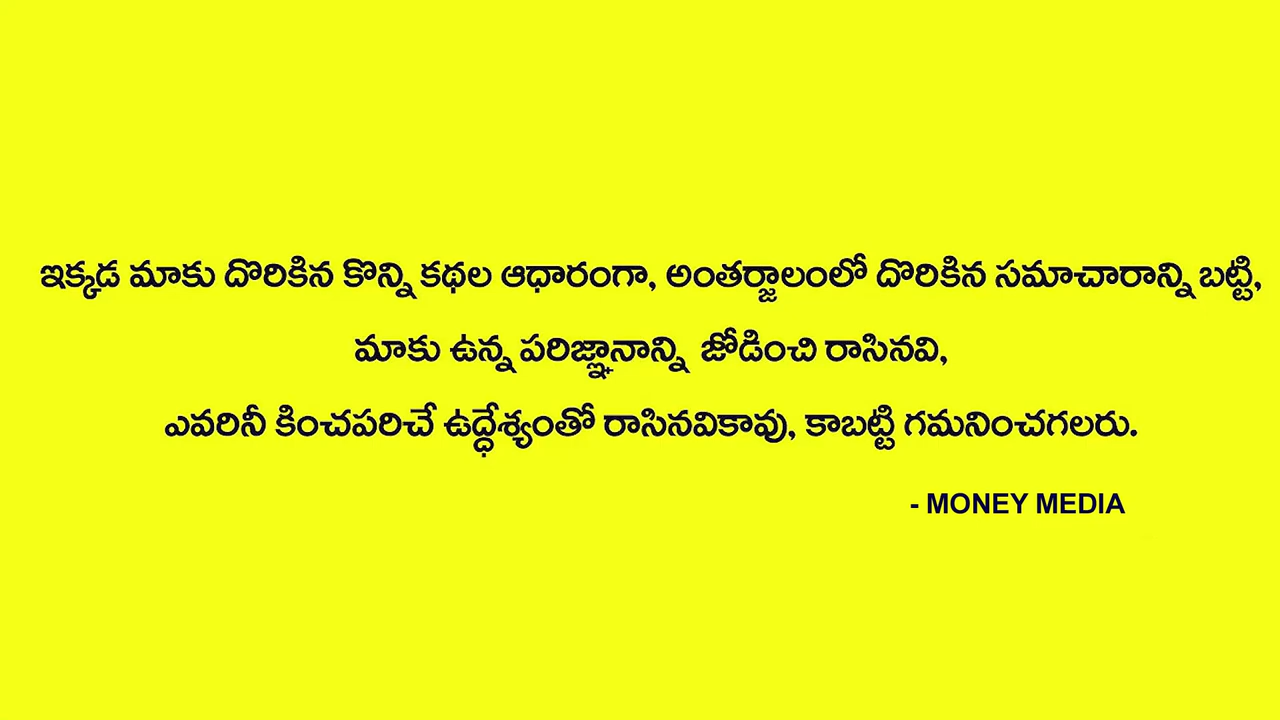 ఇక్కడ మాకు దొరికిన కొన్ని కథల ఆధారంగా, అంతర్జాలంలో దొరికిన సమాచారాన్ని బట్టి,
మాకు ఉన్న పరిజ్ఞానాన్ని జోడించి రాసినవి,
ఎవరినీ కించపరిచే ఉద్ధేశ్యంతో రాసినవికావు, కాబట్టి గమనించగలరు.
- MONEY MEDIA